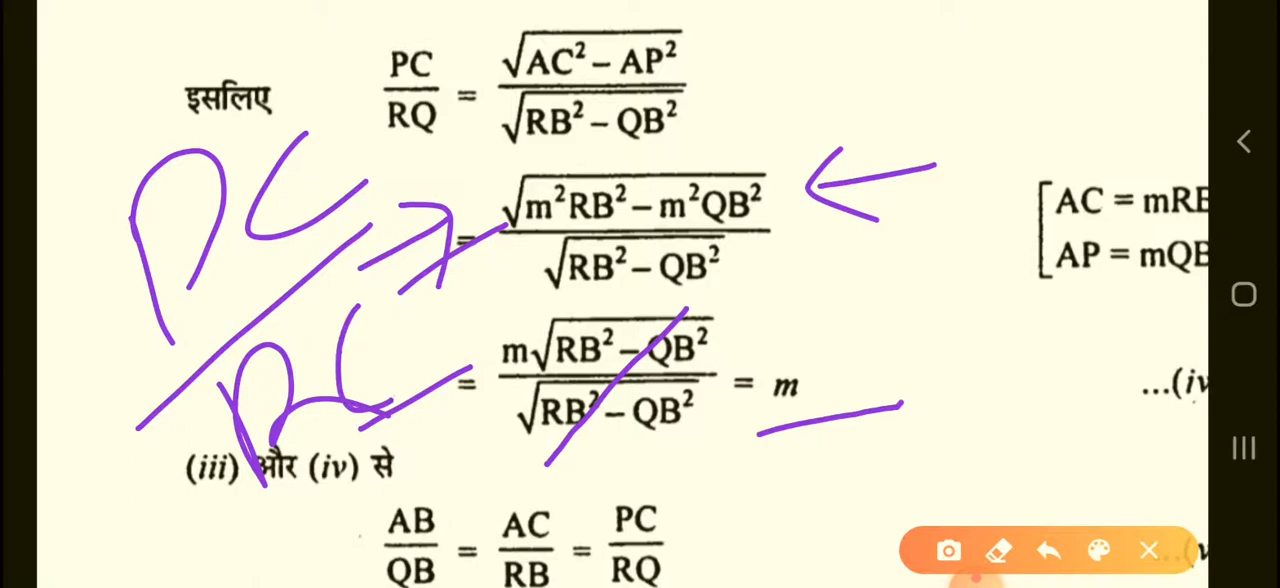 इसलिए PC/RQ = √(AC² – AP²)/√(RB² – QB²)
= √(m²RB² – m²QB²)/√(RB² – QB²) [AC = mRB
AP = mQB
PC
= m√(RB² – QB²)/√(RB² – QB²) = m ...(iv
(iii) और (iv) से
AB/QB = AC/RB = PC/RQ